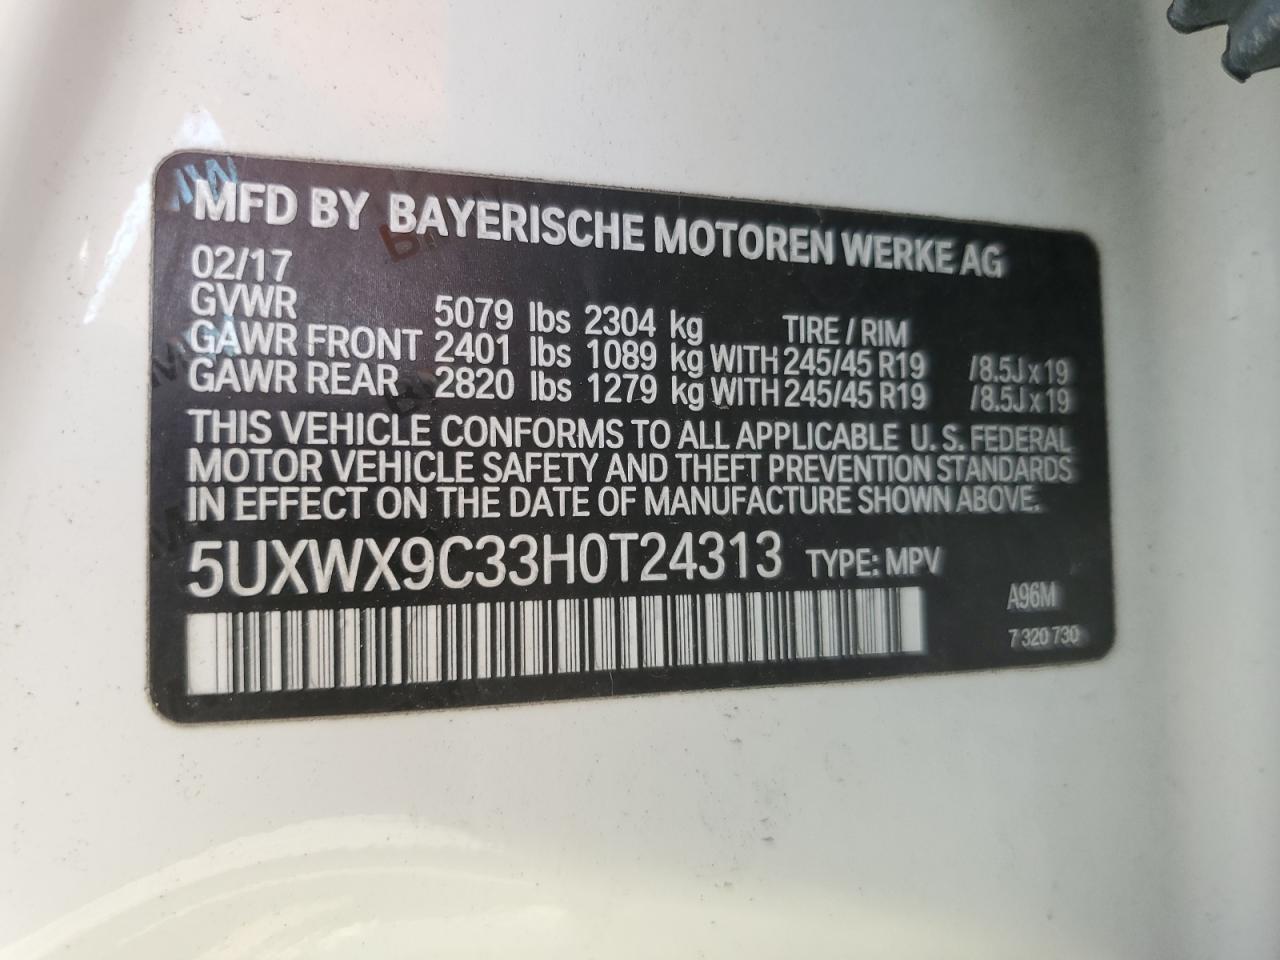 MFD BY BAYERISCHE MOTOREN WERKE AG
02/17
GVWR 5079 lbs 2304 kg TIRE / RIM
GAWR FRONT 2401 lbs 1089 kg WITH 245/45 R19 /8.5J x 19
GAWR REAR 2820 lbs 1279 kg WITH 245/45 R19 /8.5J x 19
THIS VEHICLE CONFORMS TO ALL APPLICABLE U. S. FEDERAL
MOTOR VEHICLE SAFETY AND THEFT PREVENTION STANDARDS
IN EFFECT ON THE DATE OF MANUFACTURE SHOWN ABOVE.
5UXWX9C33H0T24313 TYPE: MPV
A96M
7 320 730